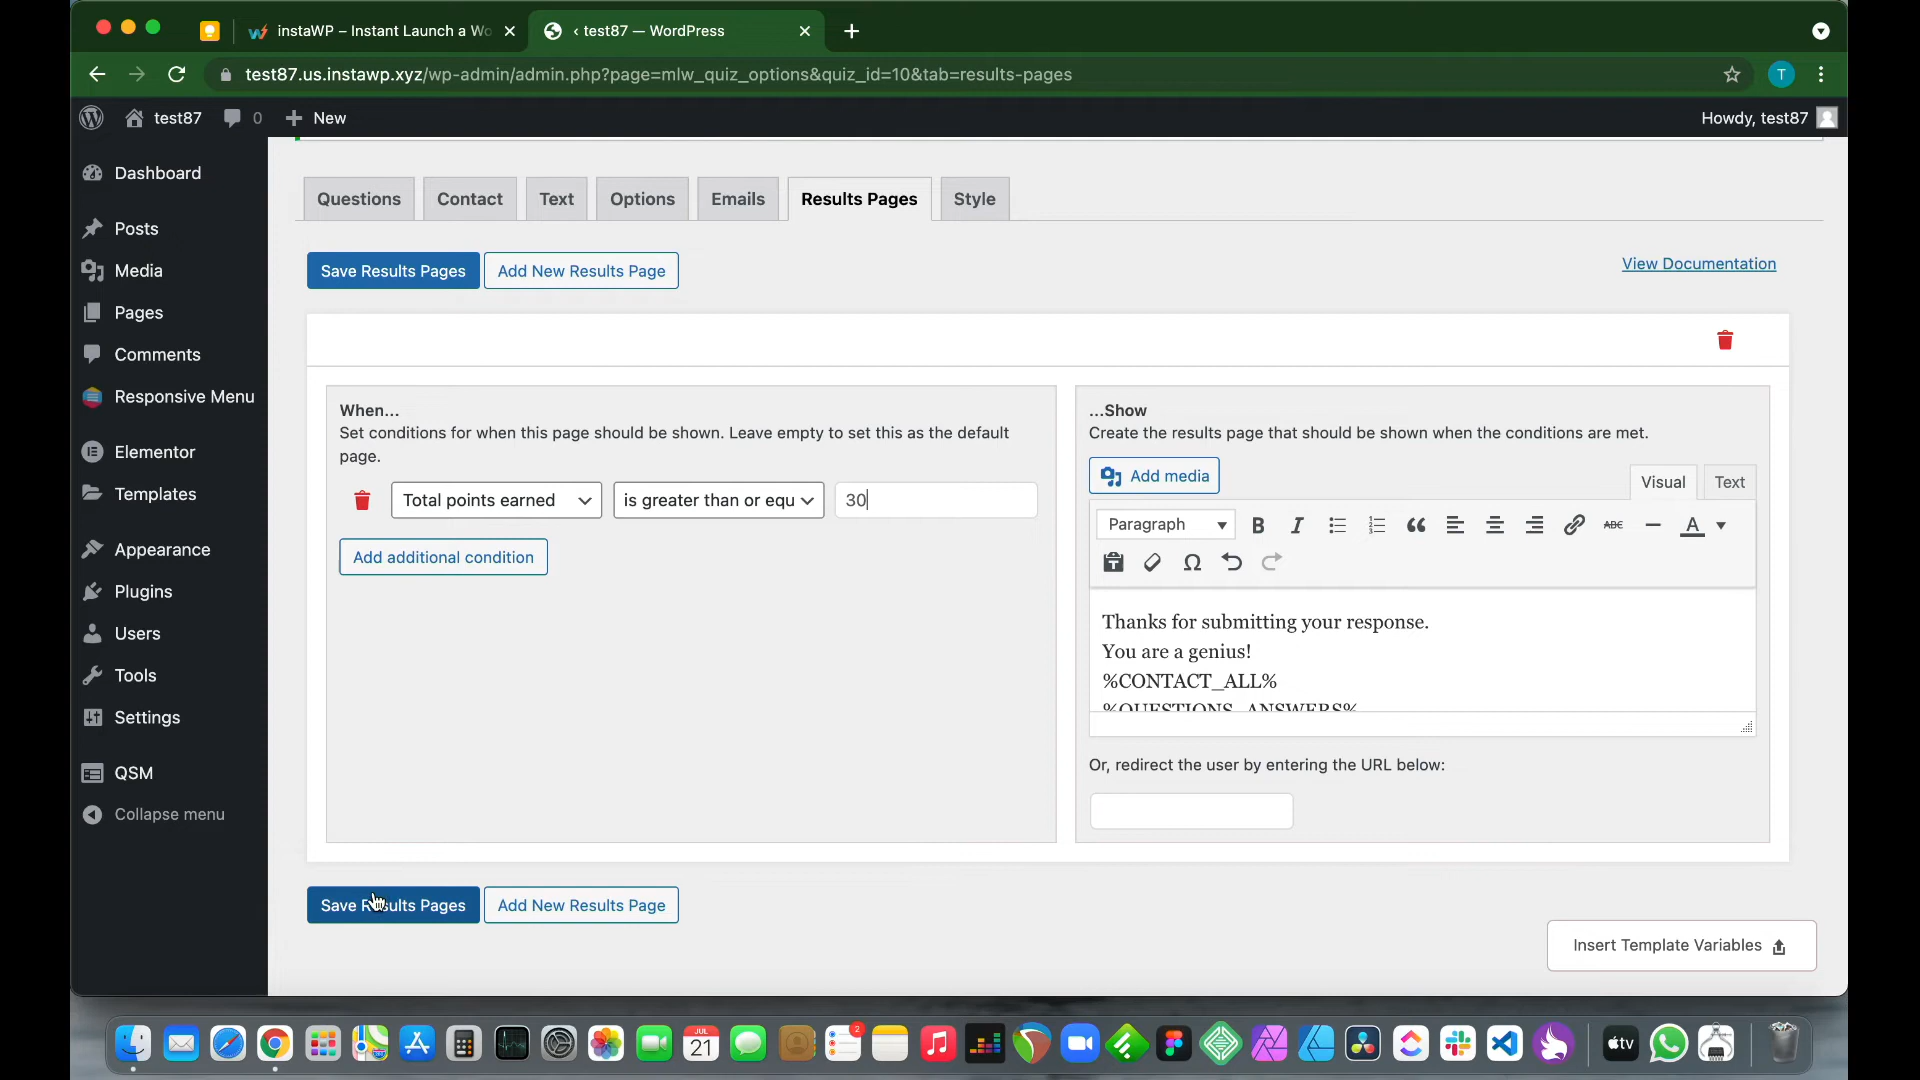 instaWP – Instant Launch a Wo
‹ test87 — WordPress
test87.us.instawp.xyz/wp-admin/admin.php?page=mlw_quiz_options&quiz_id=10&tab=results-pages
T
test87
0
New
Howdy, test87
Dashboard
Posts
Media
Pages
Comments
Responsive Menu
Elementor
Templates
Appearance
Plugins
Users
Tools
Settings
QSM
Collapse menu
Questions
Contact
Text
Options
Emails
Results Pages
Style
Save Results Pages
Add New Results Page
View Documentation
When...
Set conditions for when this page should be shown. Leave empty to set this as the default
page.
Total points earned
is greater than or equ
30
Add additional condition
...Show
Create the results page that should be shown when the conditions are met.
Add media
Visual
Text
Paragraph
B
I
ABC
A
Ω
Thanks for submitting your response.
You are a genius!
%CONTACT_ALL%
%QUESTIONS_ANSWERS%
Or, redirect the user by entering the URL below:
Save Results Pages
Add New Results Page
Insert Template Variables
JUL
21
2
tv